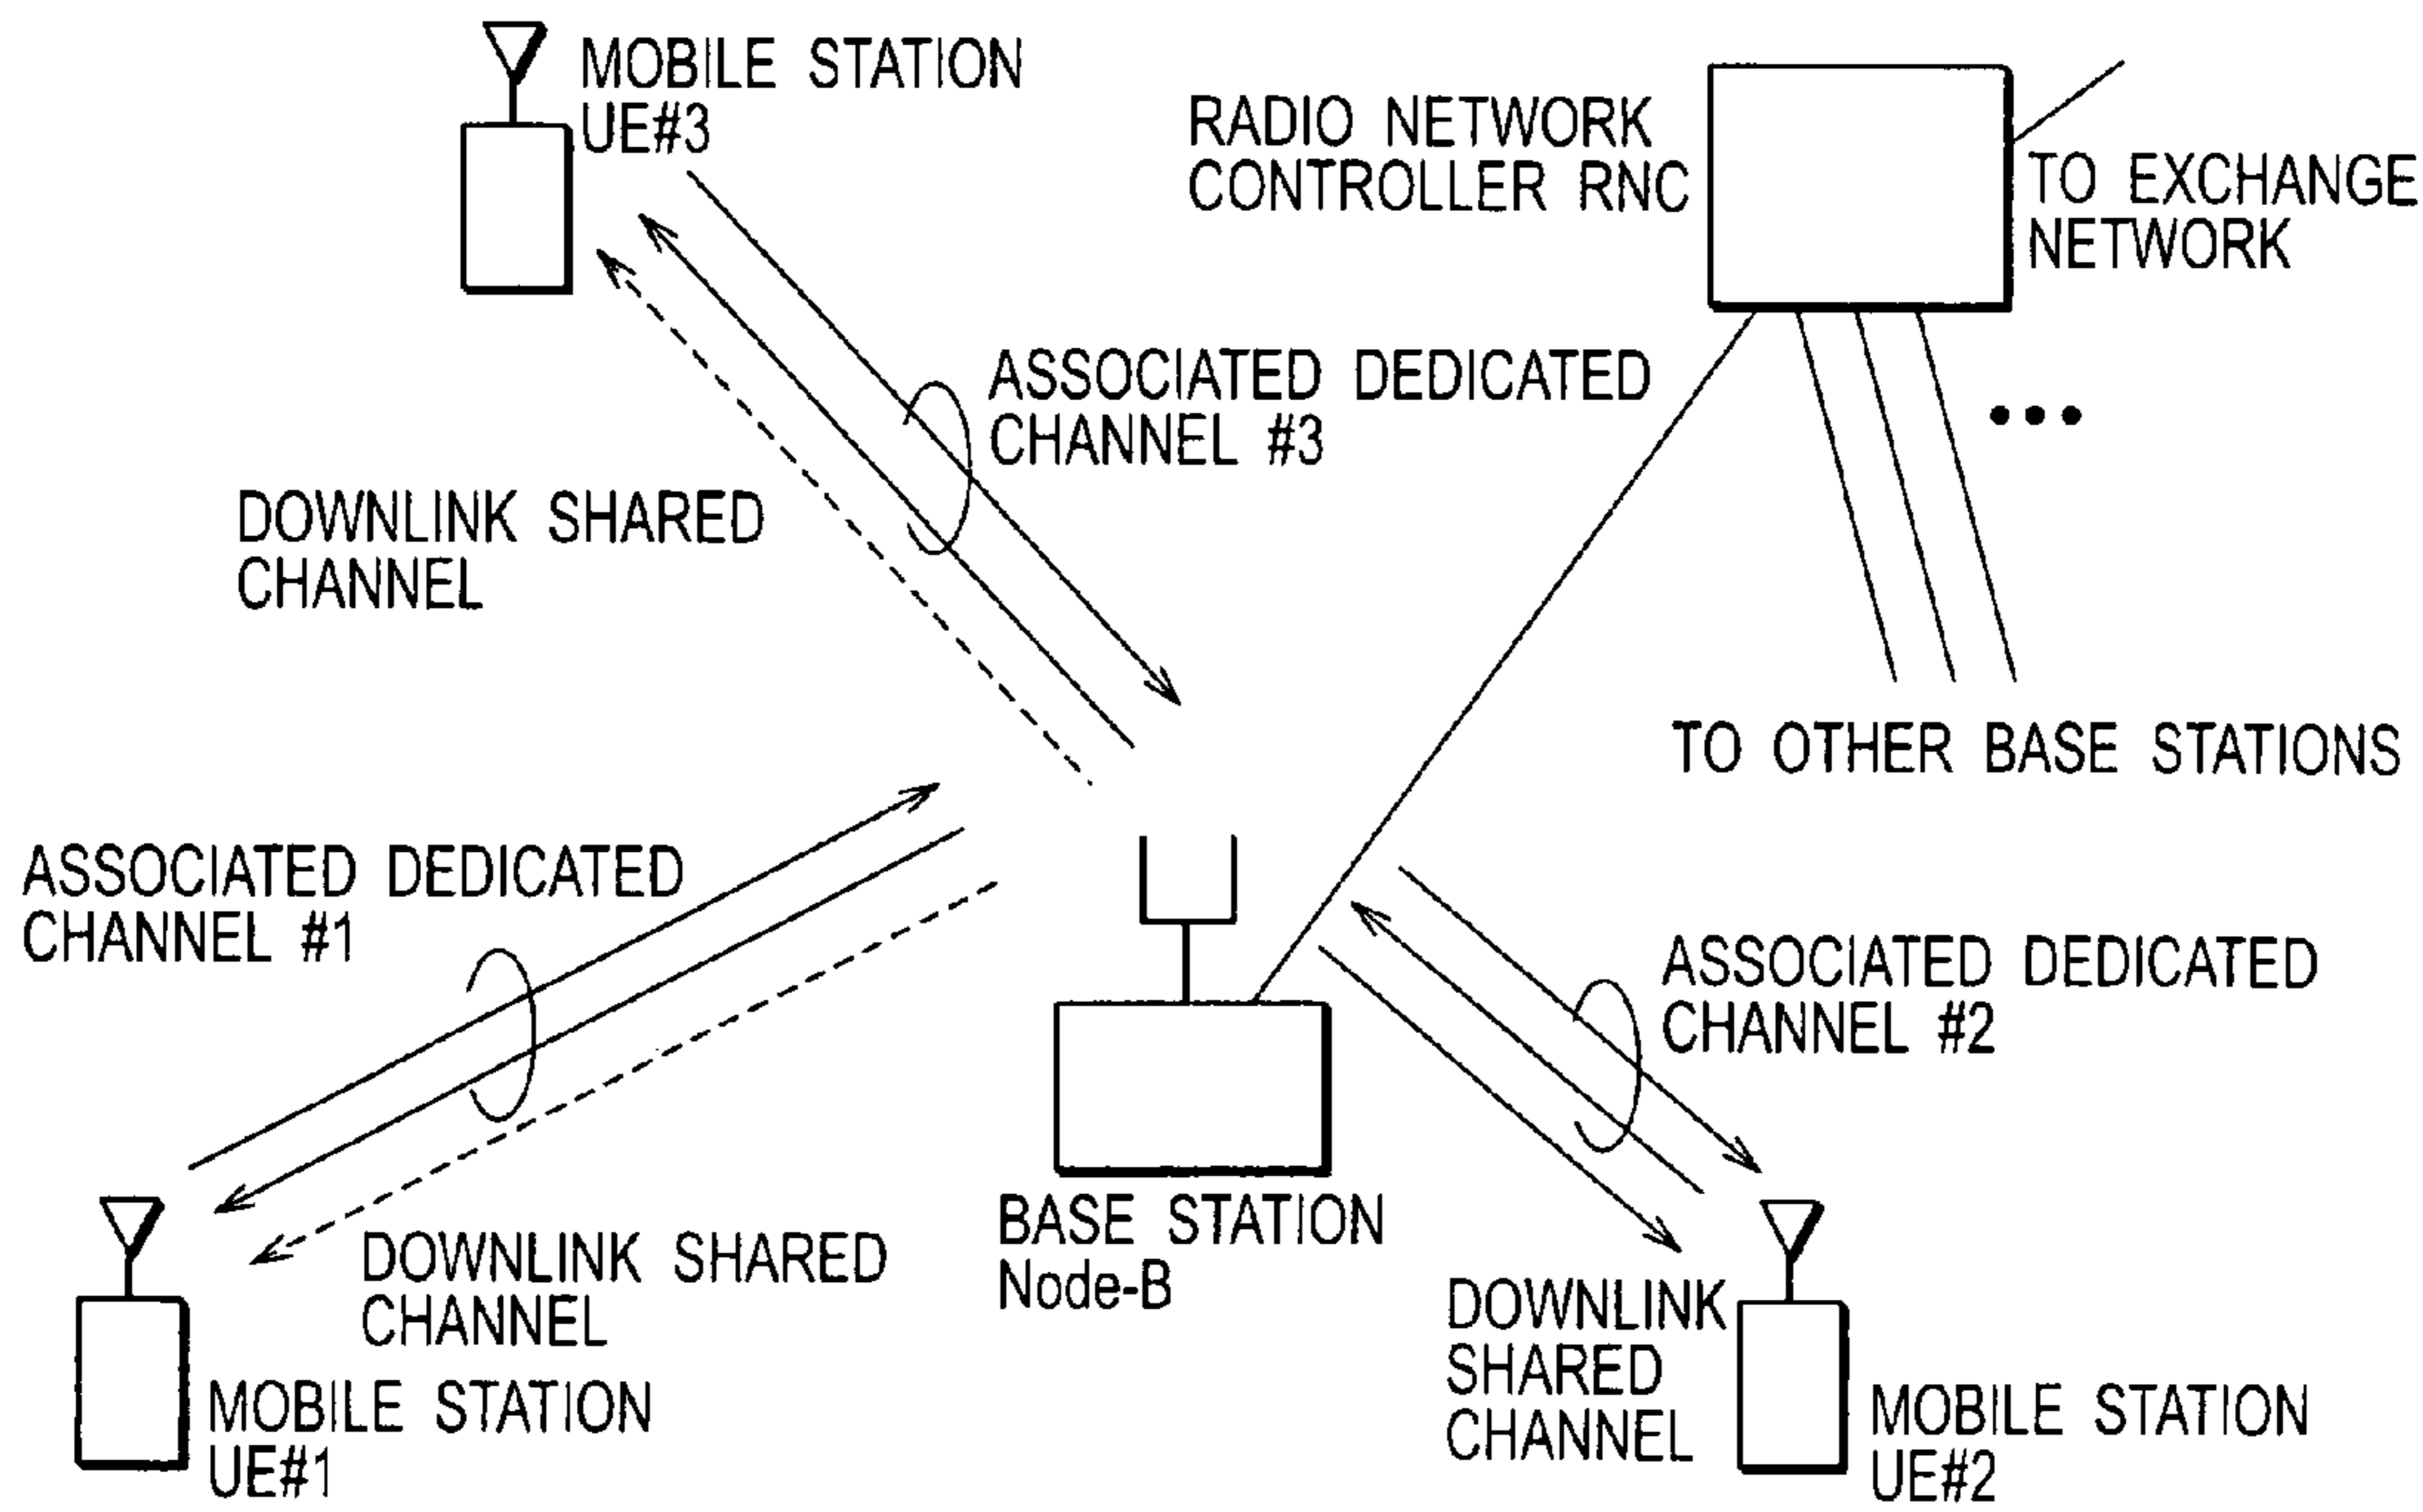 MOBILE STATION
UE#3
RADIO NETWORK
CONTROLLER RNC
TO EXCHANGE
NETWORK
ASSOCIATED DEDICATED
CHANNEL #3
DOWNLINK SHARED
CHANNEL
TO OTHER BASE STATIONS
ASSOCIATED DEDICATED
CHANNEL #1
ASSOCIATED DEDICATED
CHANNEL #2
BASE STATION
Node-B
DOWNLINK SHARED
CHANNEL
DOWNLINK
SHARED
CHANNEL
MOBILE STATION
UE#1
MOBILE STATION
UE#2